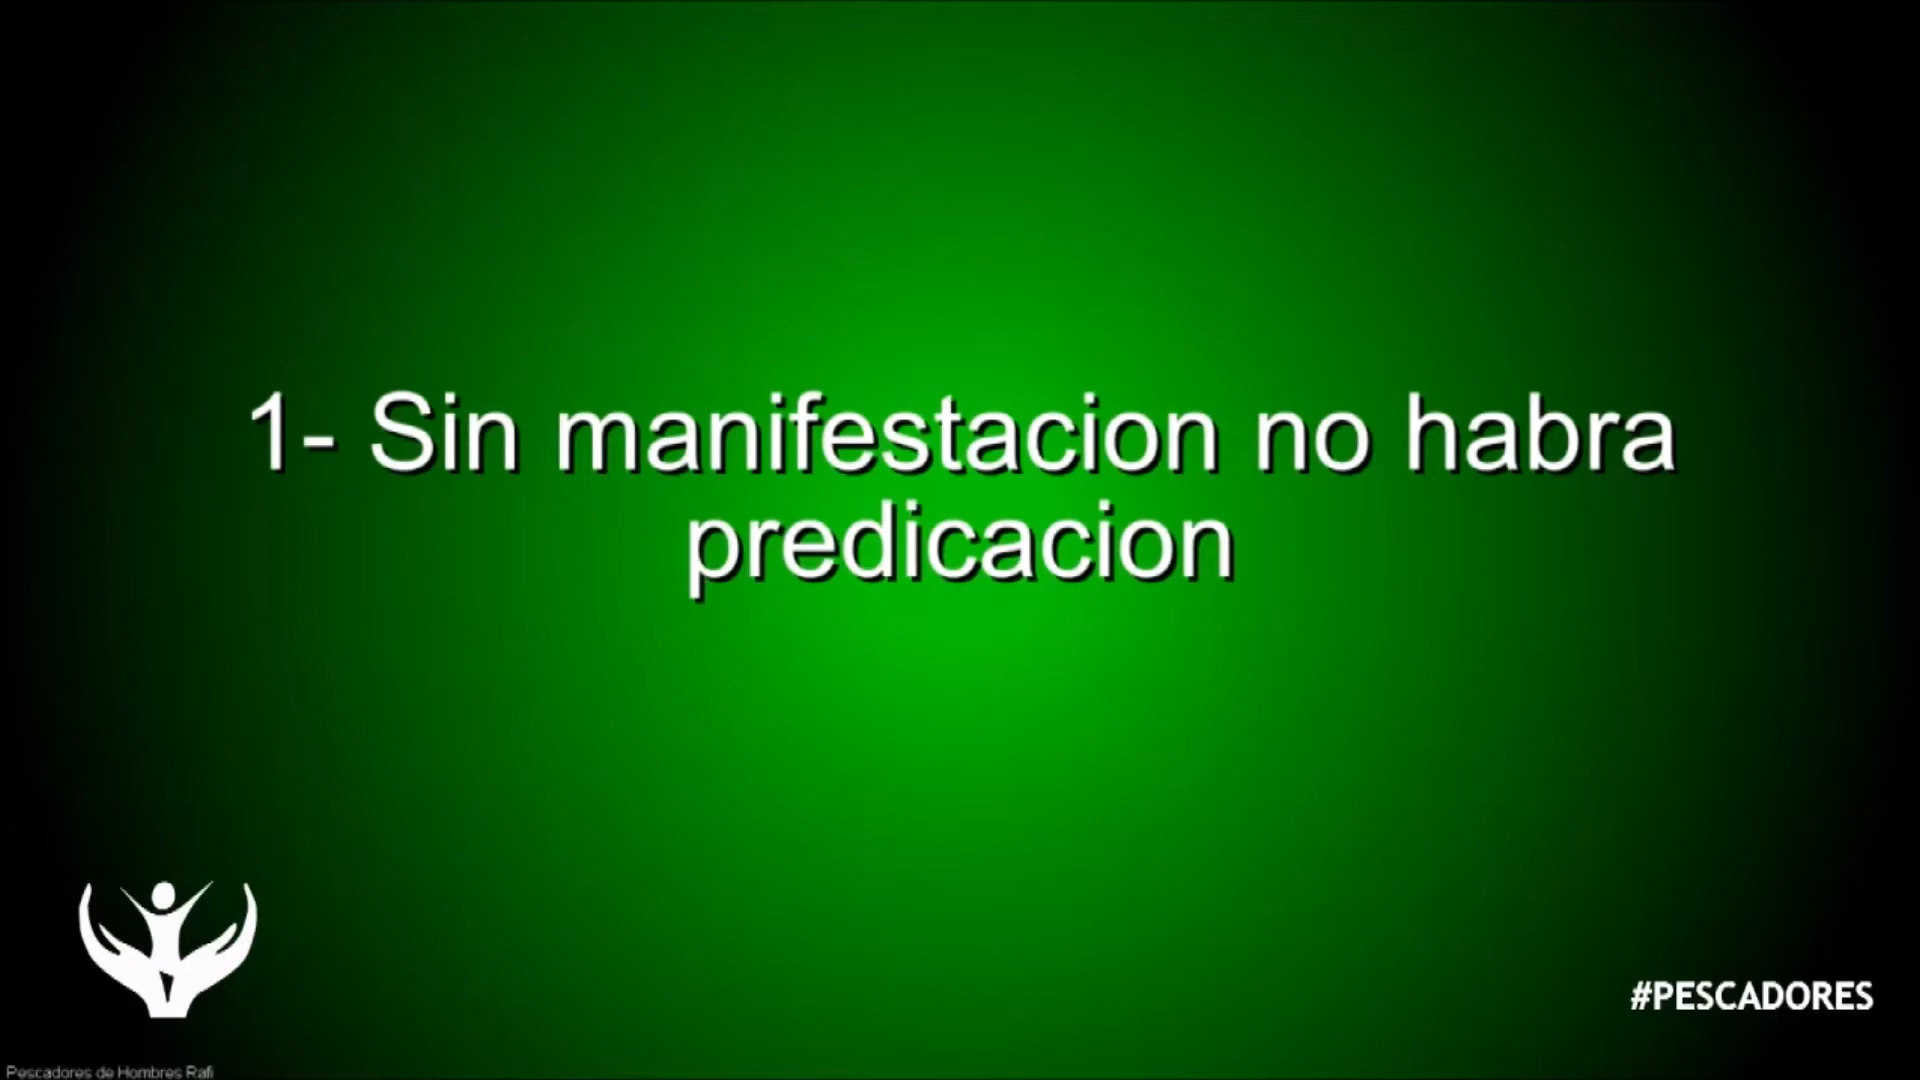 1- Sin manifestacion no habra
predicacion
#PESCADORES
Pescadores de Hombres Rafi